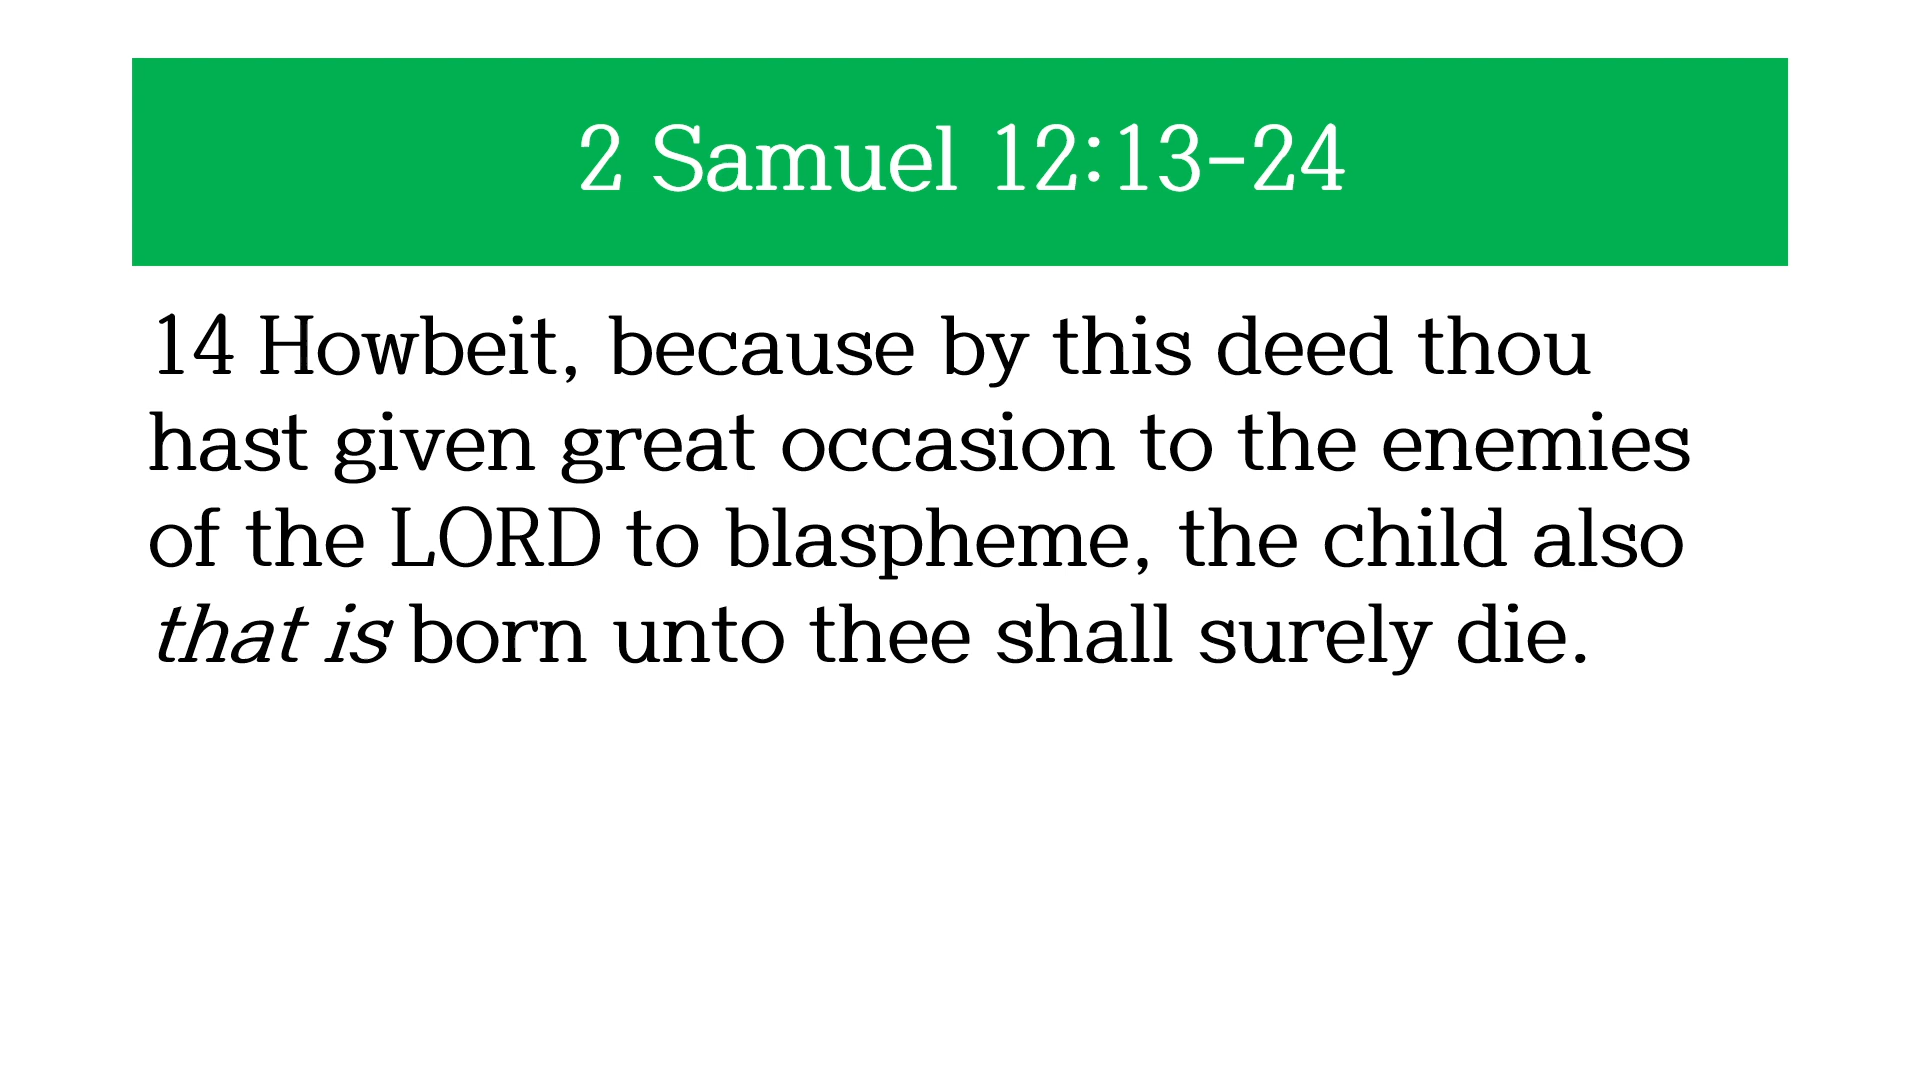 2 Samuel 12:13-24
14 Howbeit, because by this deed thou
hast given great occasion to the enemies
of the LORD to blaspheme, the child also
that is born unto thee shall surely die.